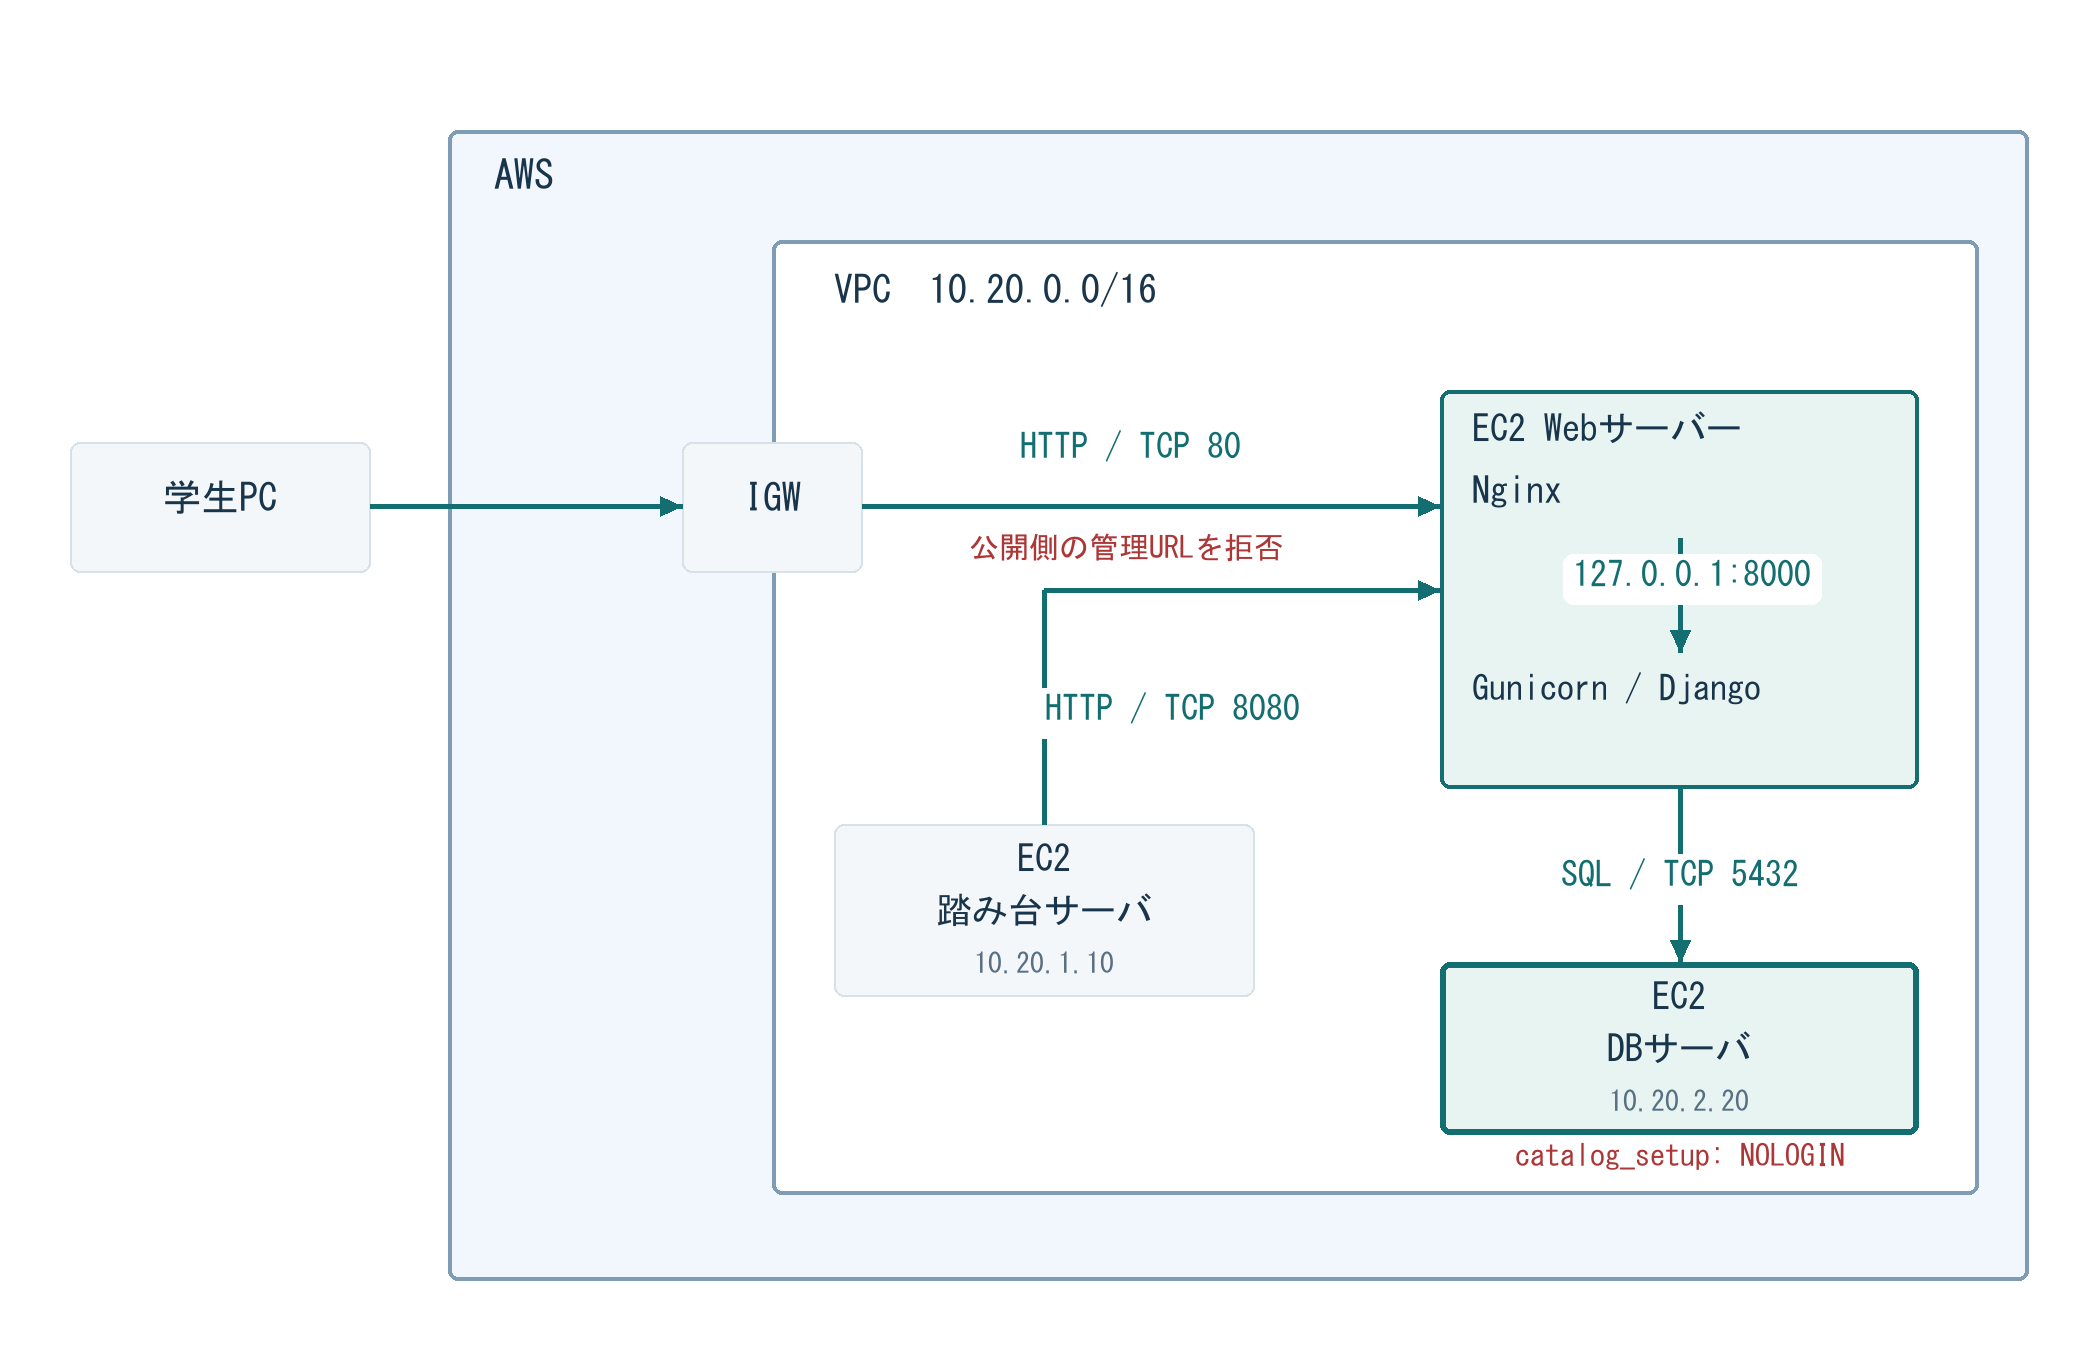 AWS
VPC  10.20.0.0/16
学生PC
IGW
HTTP / TCP 80
公開側の管理URLを拒否
HTTP / TCP 8080
EC2 Webサーバー
Nginx
127.0.0.1:8000
Gunicorn / Django
EC2
踏み台サーバ
10.20.1.10
SQL / TCP 5432
EC2
DBサーバ
10.20.2.20
catalog_setup: NOLOGIN